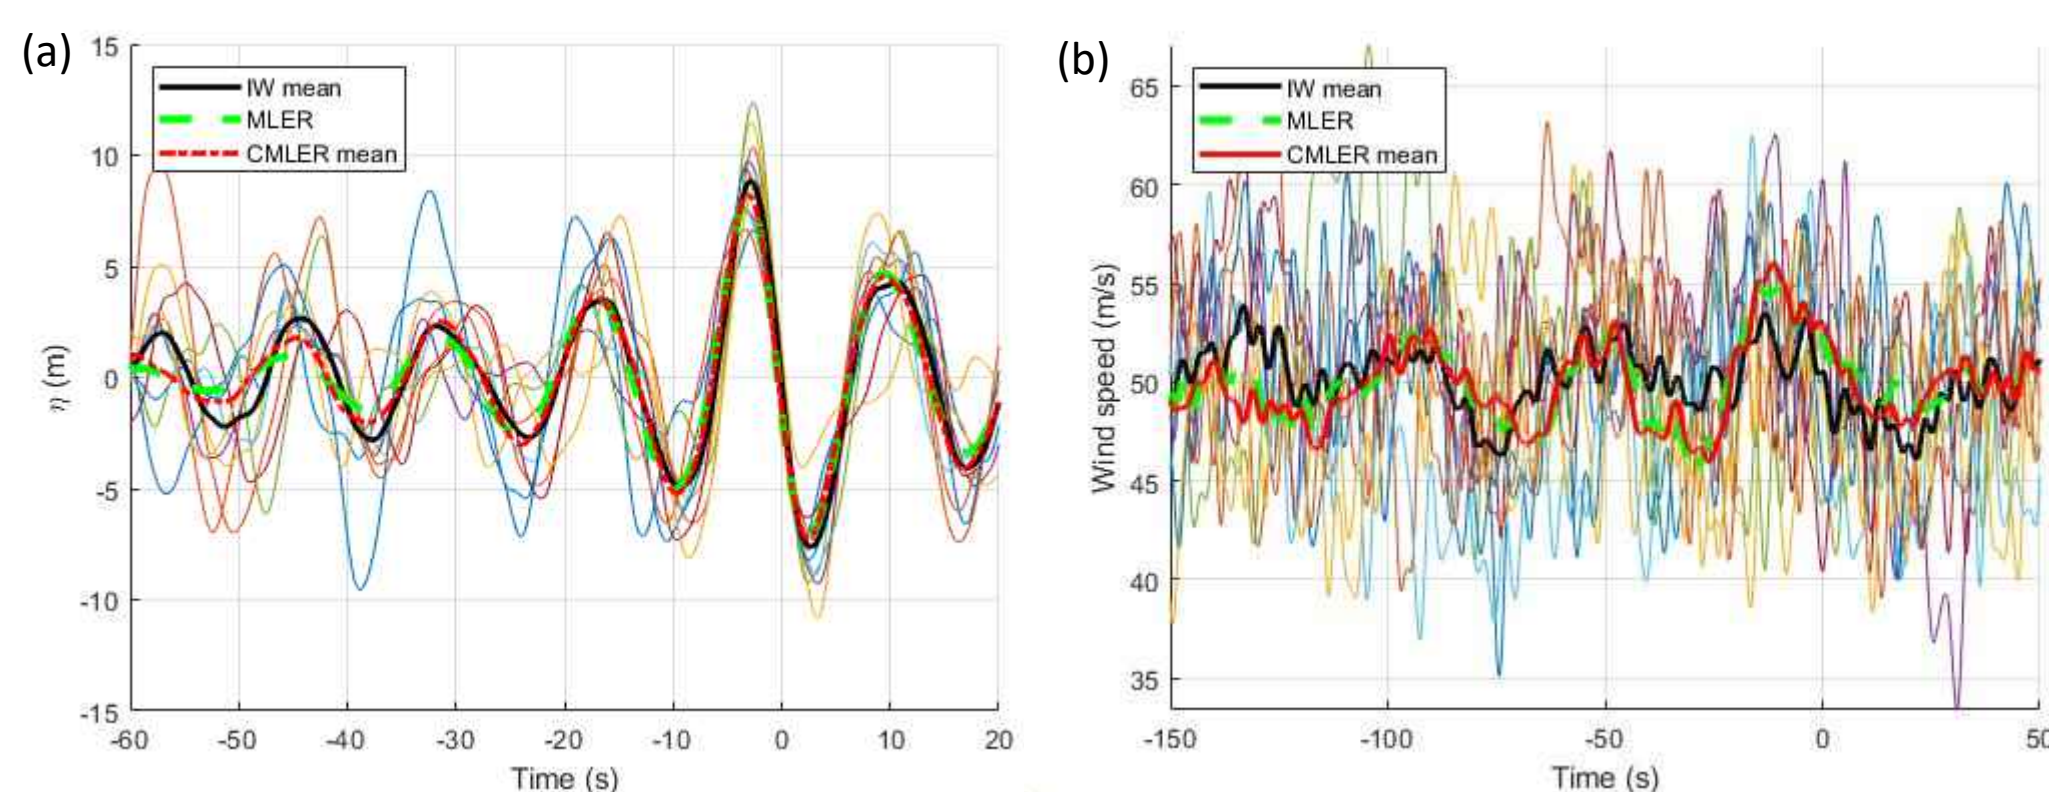 (a)
15
10
5
0
-5
-10
-15
η (m)
IW mean
MLER
CMLER mean
-60 -50 -40 -30 -20 -10 0 10 20
Time (s)
(b)
65
60
55
50
45
40
35
Wind speed (m/s)
IW mean
MLER
CMLER mean
-150 -100 -50 0 50
Time (s)